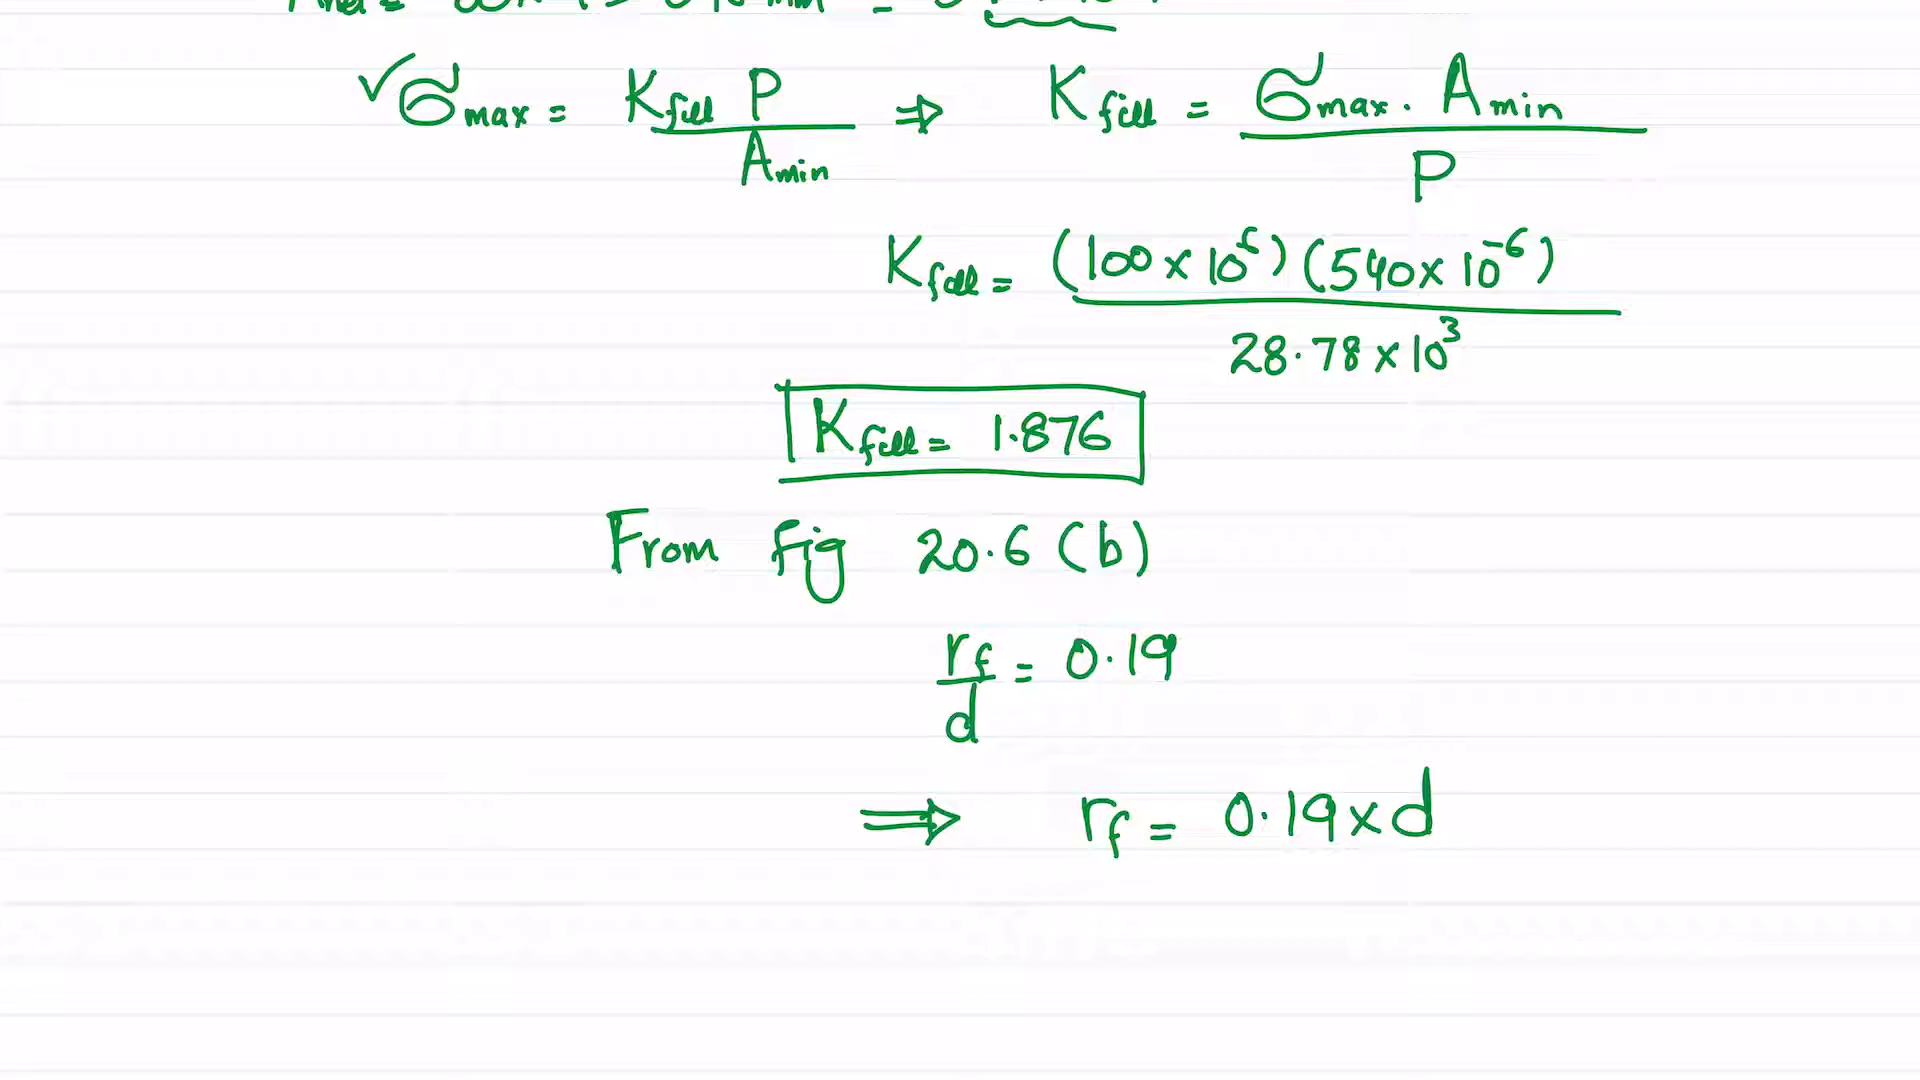 ✓σmax = Kfill P / Amin ⇒ Kfill = σmax . Amin / P
Kfill = (100 x 10^6) (540 x 10^-6) / 28.78 x 10^3
Kfill = 1.876
From fig 20.6 (b)
rf / d = 0.19
⇒ rf = 0.19 x d